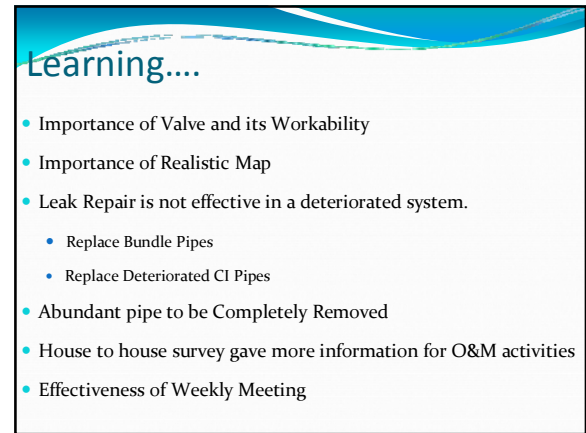 Learning....
Importance of Valve and its Workability
Importance of Realistic Map
Leak Repair is not effective in a deteriorated system.
Replace Bundle Pipes
Replace Deteriorated CI Pipes
Abundant pipe to be Completely Removed
House to house survey gave more information for O&M activities
Effectiveness of Weekly Meeting